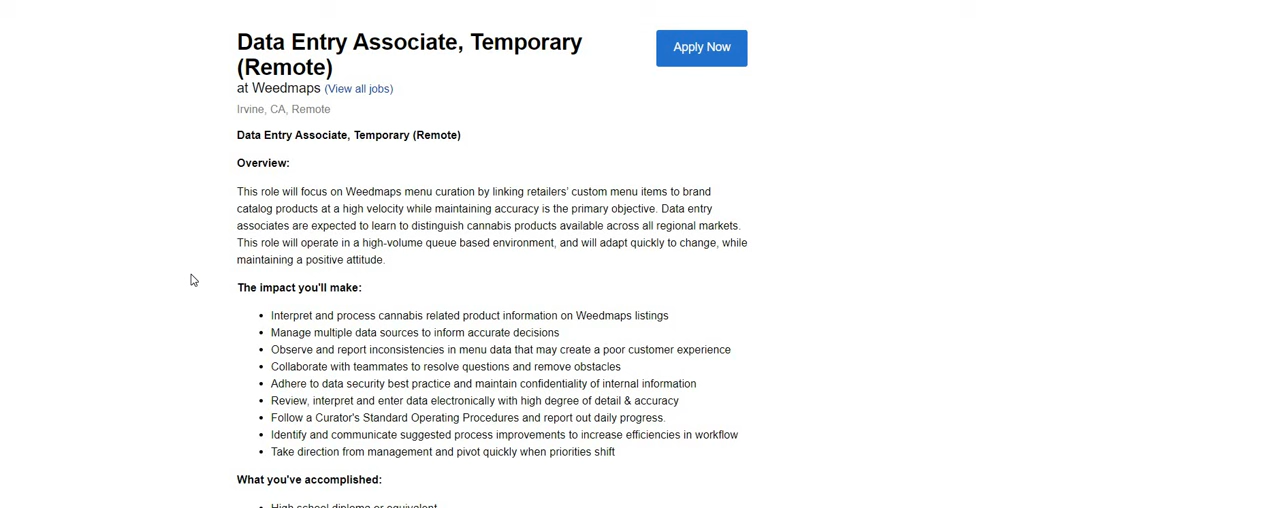 Data Entry Associate, Temporary
(Remote)
Apply Now
at Weedmaps (View all jobs)
Irvine, CA, Remote
Data Entry Associate, Temporary (Remote)
Overview:
This role will focus on Weedmaps menu curation by linking retailers' custom menu items to brand
catalog products at a high velocity while maintaining accuracy is the primary objective. Data entry
associates are expected to learn to distinguish cannabis products available across all regional markets.
This role will operate in a high-volume queue based environment, and will adapt quickly to change, while
maintaining a positive attitude.
The impact you'll make:
• Interpret and process cannabis related product information on Weedmaps listings
• Manage multiple data sources to inform accurate decisions
• Observe and report inconsistencies in menu data that may create a poor customer experience
• Collaborate with teammates to resolve questions and remove obstacles
• Adhere to data security best practice and maintain confidentiality of internal information
• Review, interpret and enter data electronically with high degree of detail & accuracy
• Follow a Curator's Standard Operating Procedures and report out daily progress.
• Identify and communicate suggested process improvements to increase efficiencies in workflow
• Take direction from management and pivot quickly when priorities shift
What you've accomplished:
• High school diploma or equivalent